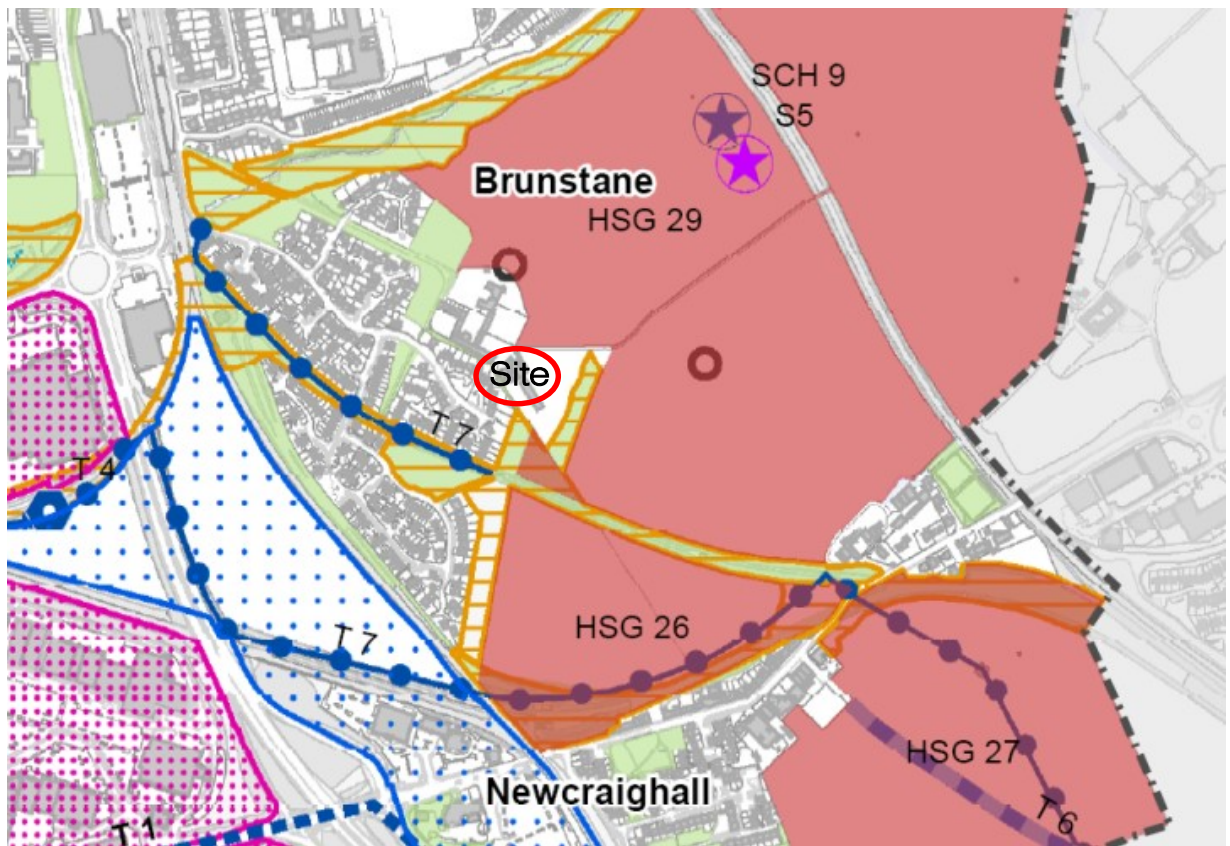 SCH 9
S5
Brunstane
HSG 29
Site
T 7
T 4
HSG 26
T 7
HSG 27
Newcraighall
T 6
T 1